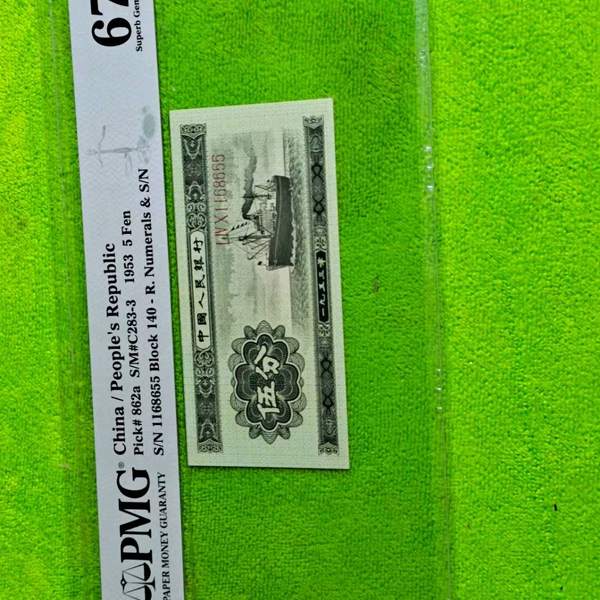 PMG®
PAPER MONEY GUARANTY
China / People's Republic
Pick# 862a S/M#C283-3 1953 5 Fen
S/N 1168655 Block 140 - R. Numerals & S/N
67
Superb
中國人民銀行
I IV X 1168655
伍分
一九五三年